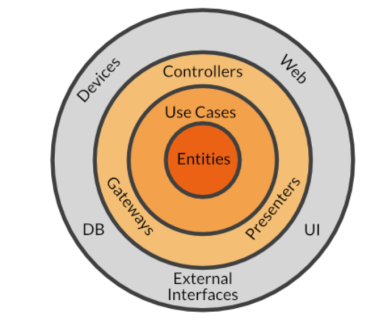 Devices
Web
Controllers
Use Cases
Entities
Gateways
Presenters
DB
UI
External
Interfaces